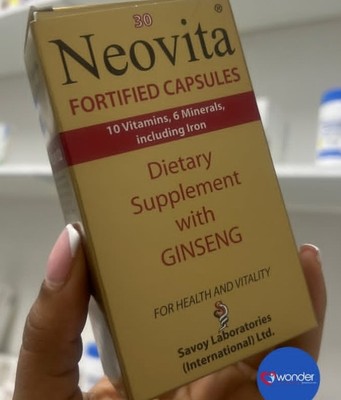 30
Neovita®
FORTIFIED CAPSULES
10 Vitamins, 6 Minerals,
including Iron
Dietary
Supplement
with
GINSENG
FOR HEALTH AND VITALITY
Savoy Laboratories
(International) Ltd.
wonder